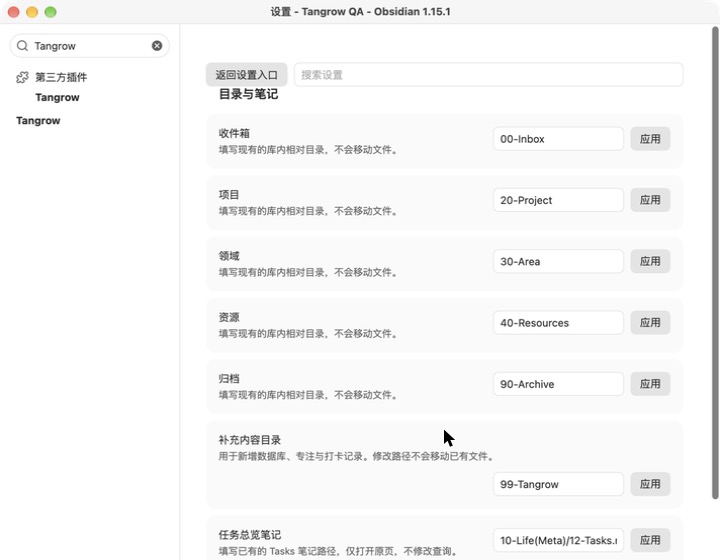 设置 - Tangrow QA - Obsidian 1.15.1
Tangrow
第三方插件
Tangrow
Tangrow
返回设置入口
搜索设置
目录与笔记
收件箱
填写现有的库内相对目录，不会移动文件。
00-Inbox
应用
项目
填写现有的库内相对目录，不会移动文件。
20-Project
应用
领域
填写现有的库内相对目录，不会移动文件。
30-Area
应用
资源
填写现有的库内相对目录，不会移动文件。
40-Resources
应用
归档
填写现有的库内相对目录，不会移动文件。
90-Archive
应用
补充内容目录
用于新增数据库、专注与打卡记录。修改路径不会移动已有文件。
99-Tangrow
应用
任务总览笔记
填写已有的 Tasks 笔记路径，仅打开原页，不修改查询。
10-Life(Meta)/12-Tasks.
应用